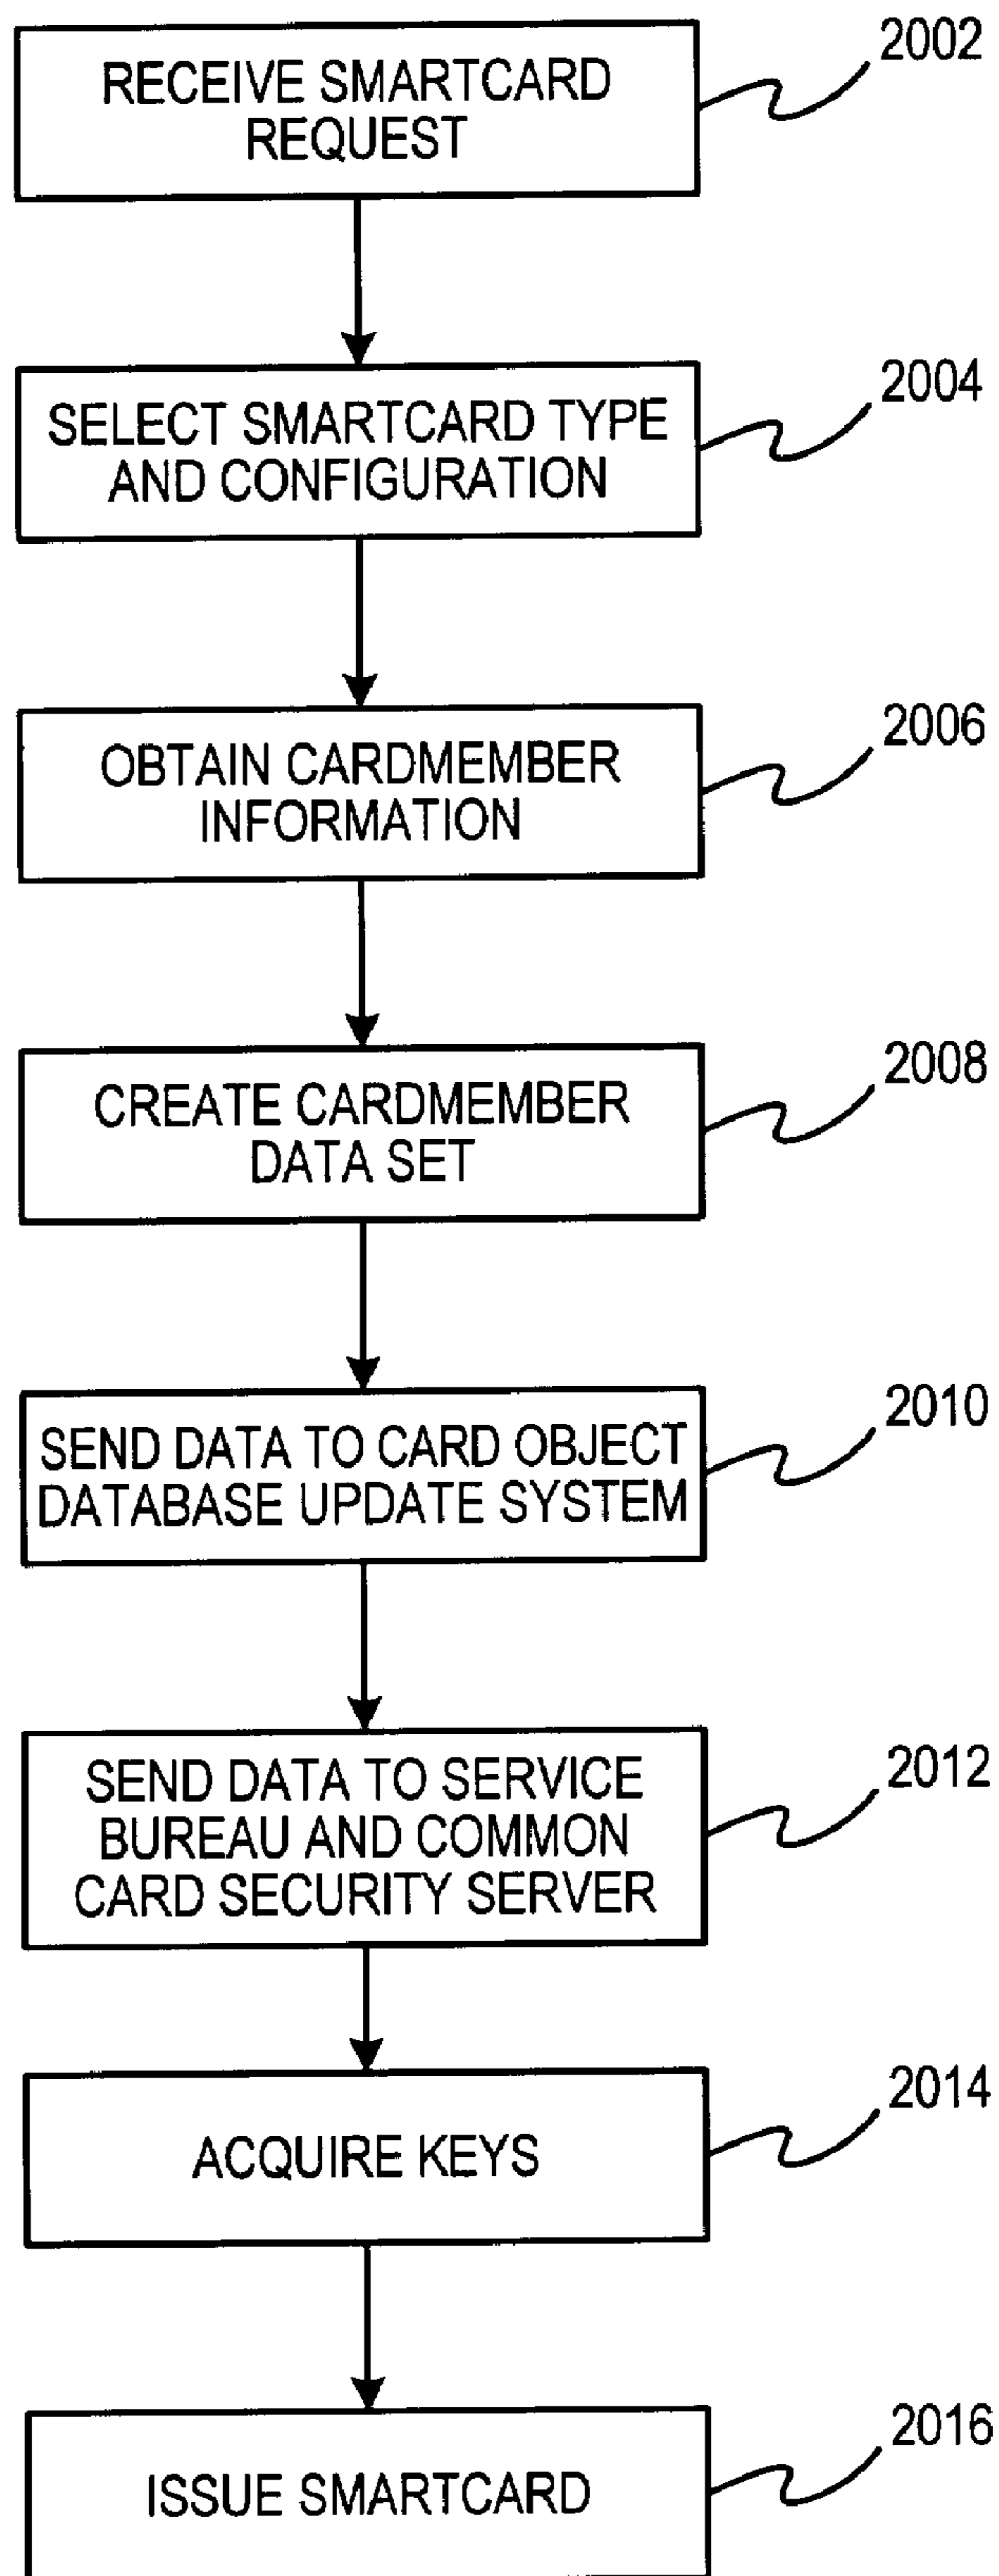 2002
RECEIVE SMARTCARD
REQUEST
2004
SELECT SMARTCARD TYPE
AND CONFIGURATION
2006
OBTAIN CARDMEMBER
INFORMATION
2008
CREATE CARDMEMBER
DATA SET
2010
SEND DATA TO CARD OBJECT
DATABASE UPDATE SYSTEM
2012
SEND DATA TO SERVICE
BUREAU AND COMMON
CARD SECURITY SERVER
2014
ACQUIRE KEYS
2016
ISSUE SMARTCARD